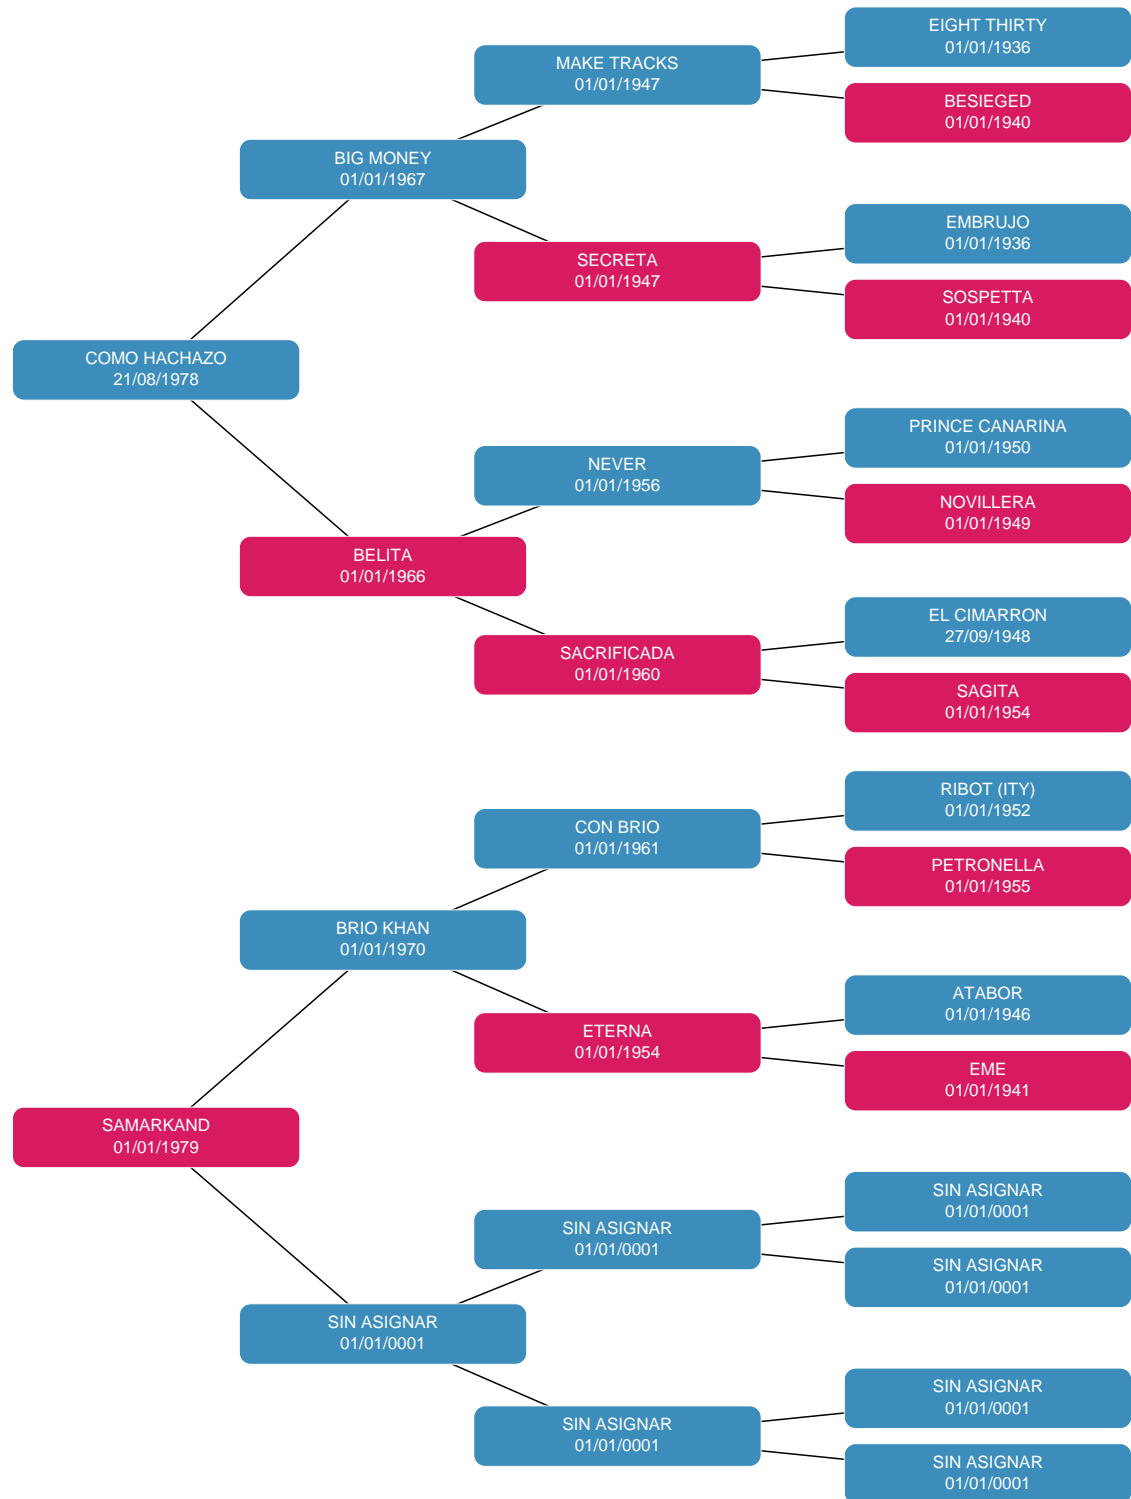 EIGHT THIRTY
01/01/1936
MAKE TRACKS
01/01/1947
BESIEGED
01/01/1940
BIG MONEY
01/01/1967
EMBRUJO
01/01/1936
SECRETA
01/01/1947
SOSPETTA
01/01/1940
COMO HACHAZO
21/08/1978
PRINCE CANARINA
01/01/1950
NEVER
01/01/1956
NOVILLERA
01/01/1949
BELITA
01/01/1966
EL CIMARRON
27/09/1948
SACRIFICADA
01/01/1960
SAGITA
01/01/1954
RIBOT (ITY)
01/01/1952
CON BRIO
01/01/1961
PETRONELLA
01/01/1955
BRIO KHAN
01/01/1970
ATABOR
01/01/1946
ETERNA
01/01/1954
EME
01/01/1941
SAMARKAND
01/01/1979
SIN ASIGNAR
01/01/0001
SIN ASIGNAR
01/01/0001
SIN ASIGNAR
01/01/0001
SIN ASIGNAR
01/01/0001
SIN ASIGNAR
01/01/0001
SIN ASIGNAR
01/01/0001
SIN ASIGNAR
01/01/0001